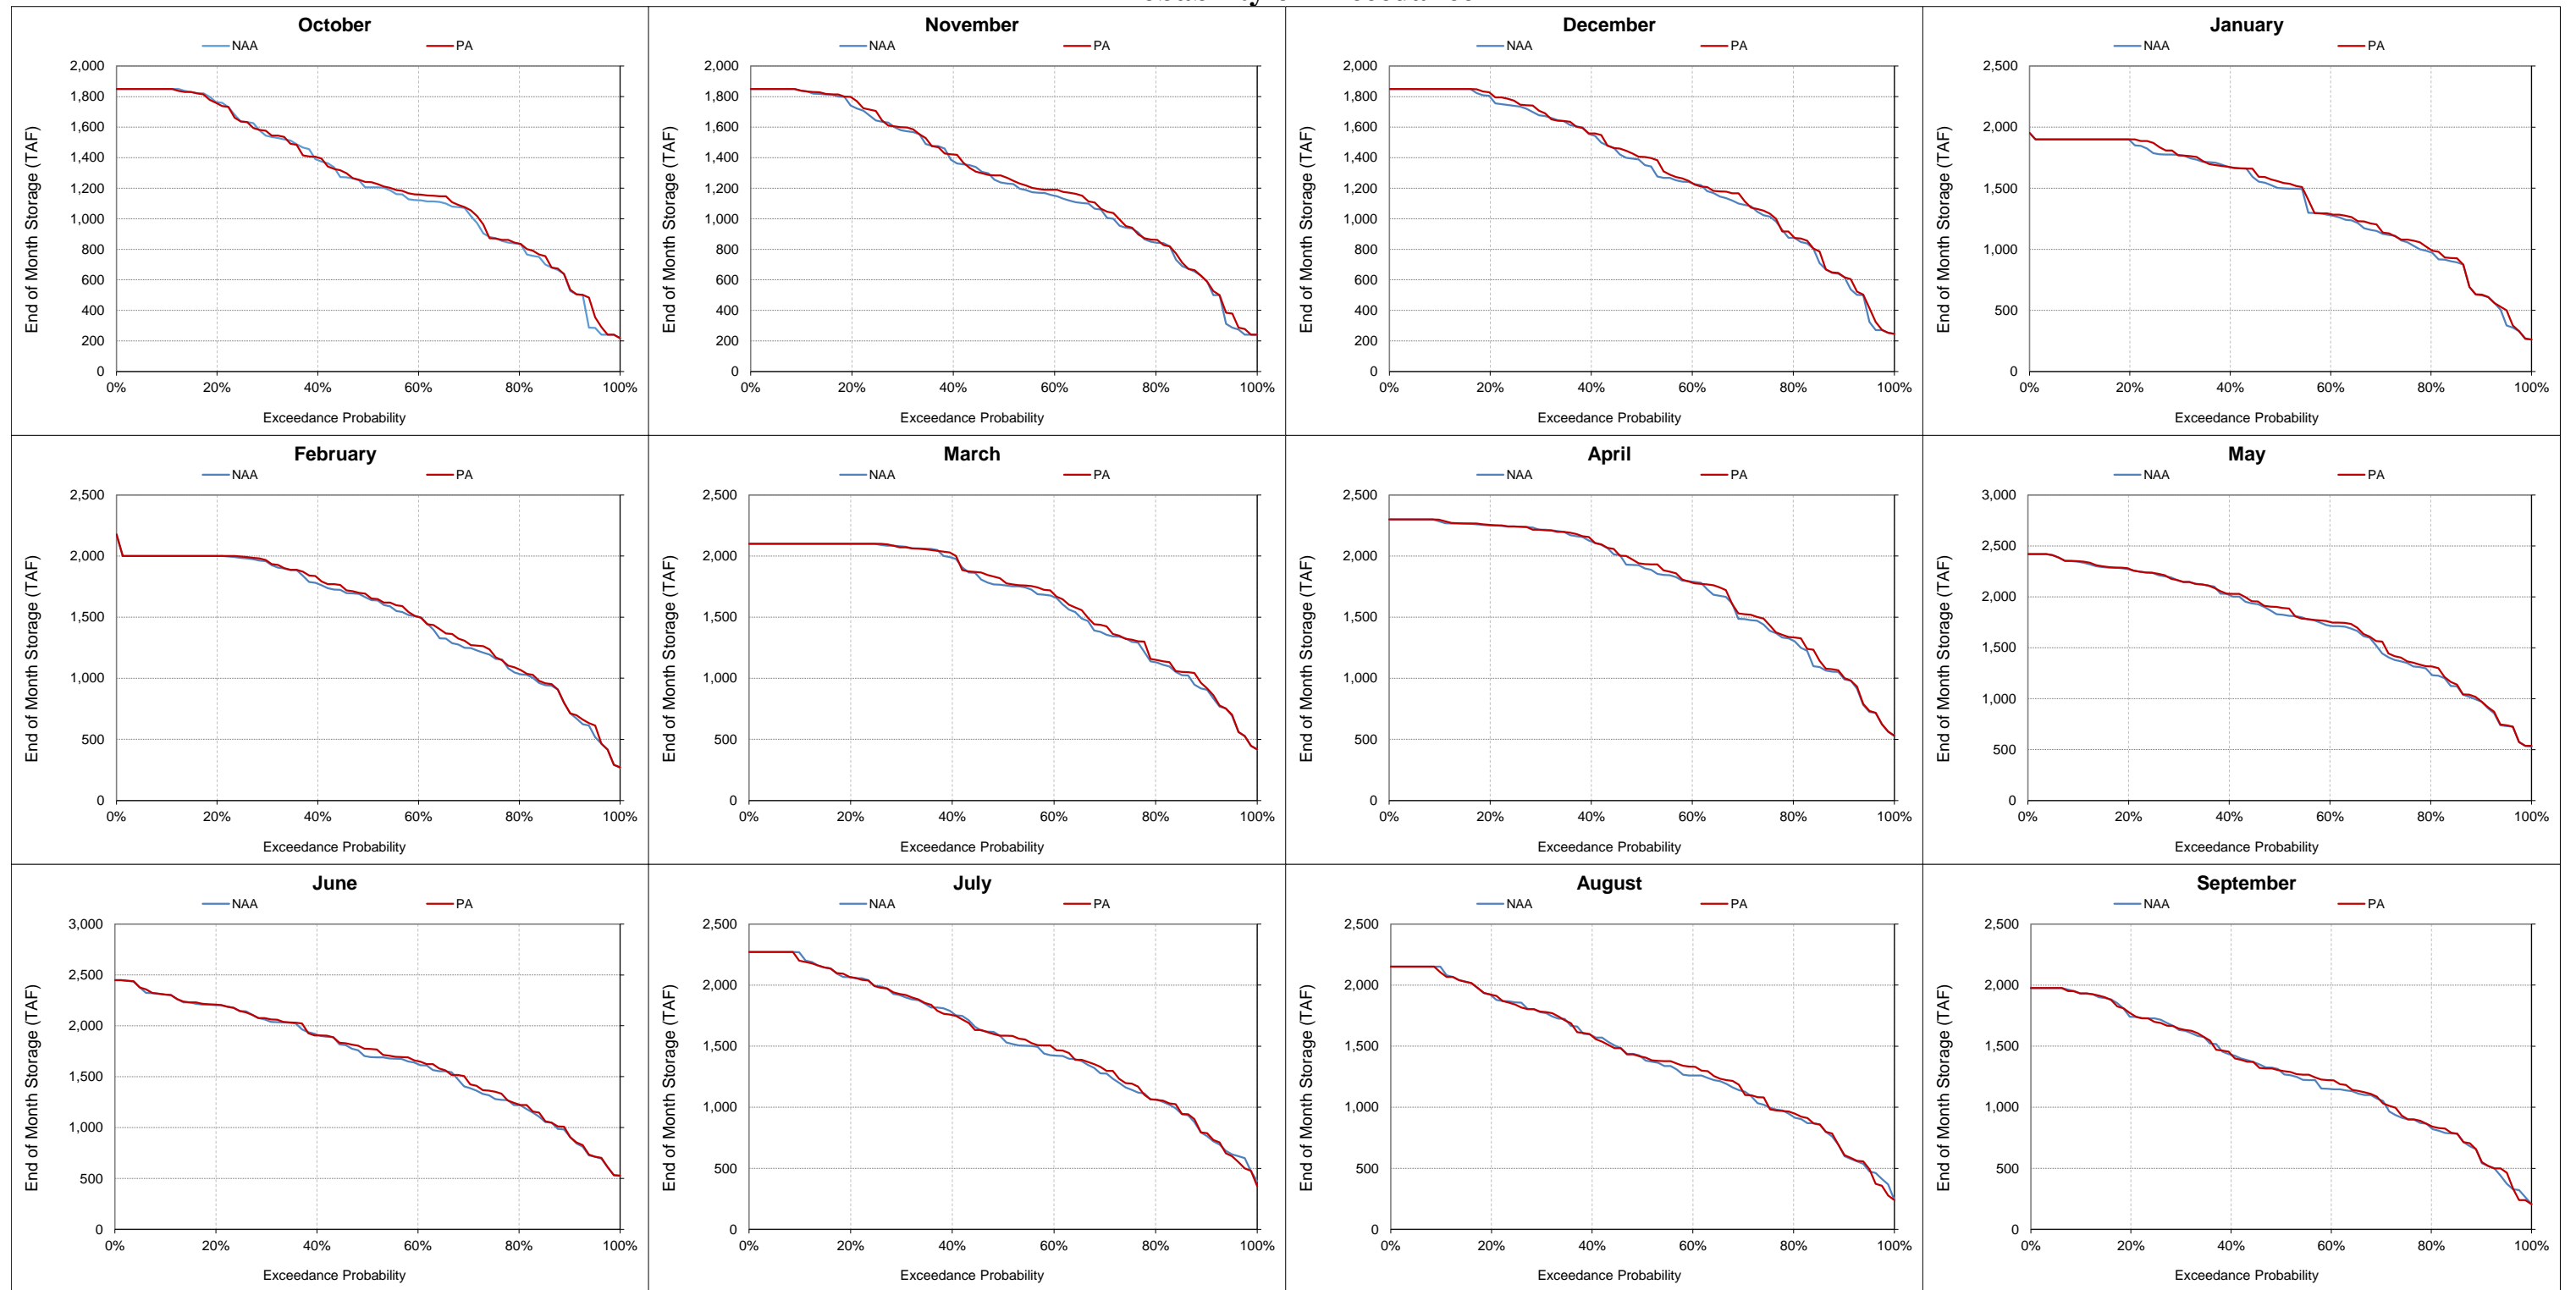 October
NAA PA
End of Month Storage (TAF)
2,000
1,800
1,600
1,400
1,200
1,000
800
600
400
200
0
0% 20% 40% 60% 80% 100%
Exceedance Probability
November
NAA PA
End of Month Storage (TAF)
2,000
1,800
1,600
1,400
1,200
1,000
800
600
400
200
0
0% 20% 40% 60% 80% 100%
Exceedance Probability
December
NAA PA
End of Month Storage (TAF)
2,000
1,800
1,600
1,400
1,200
1,000
800
600
400
200
0
0% 20% 40% 60% 80% 100%
Exceedance Probability
January
NAA PA
End of Month Storage (TAF)
2,500
2,000
1,500
1,000
500
0
0% 20% 40% 60% 80% 100%
Exceedance Probability
February
NAA PA
End of Month Storage (TAF)
2,500
2,000
1,500
1,000
500
0
0% 20% 40% 60% 80% 100%
Exceedance Probability
March
NAA PA
End of Month Storage (TAF)
2,500
2,000
1,500
1,000
500
0
0% 20% 40% 60% 80% 100%
Exceedance Probability
April
NAA PA
End of Month Storage (TAF)
2,500
2,000
1,500
1,000
500
0
0% 20% 40% 60% 80% 100%
Exceedance Probability
May
NAA PA
End of Month Storage (TAF)
3,000
2,500
2,000
1,500
1,000
500
0
0% 20% 40% 60% 80% 100%
Exceedance Probability
June
NAA PA
End of Month Storage (TAF)
3,000
2,500
2,000
1,500
1,000
500
0
0% 20% 40% 60% 80% 100%
Exceedance Probability
July
NAA PA
End of Month Storage (TAF)
2,500
2,000
1,500
1,000
500
0
0% 20% 40% 60% 80% 100%
Exceedance Probability
August
NAA PA
End of Month Storage (TAF)
2,500
2,000
1,500
1,000
500
0
0% 20% 40% 60% 80% 100%
Exceedance Probability
September
NAA PA
End of Month Storage (TAF)
2,500
2,000
1,500
1,000
500
0
0% 20% 40% 60% 80% 100%
Exceedance Probability